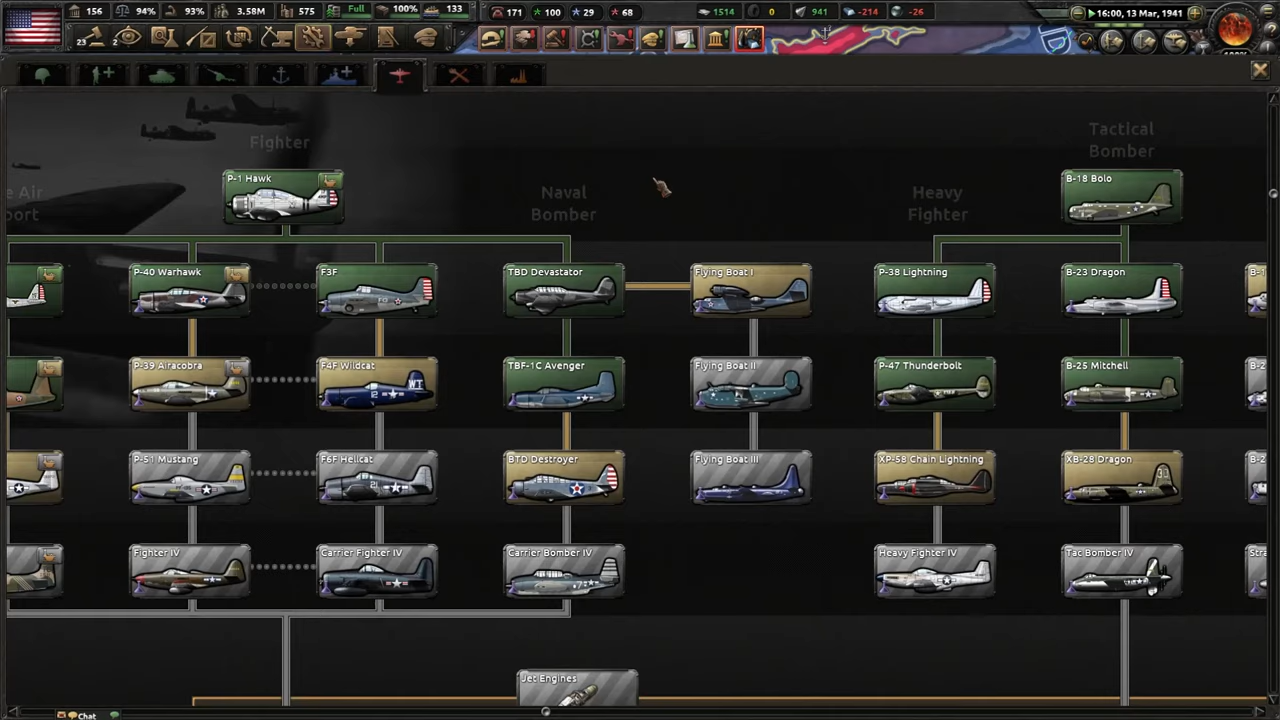 156 94% 93% 3.58M 575 Full 100% 133 171 100 29 68 1514 0 941 -214 -26 16:00, 13 Mar, 1941
23 2 100%
Fighter
Tactical
Bomber
P-1 Hawk
B-18 Bolo
Naval
Bomber
Heavy
Fighter
P-40 Warhawk F3F TBD Devastator Flying Boat I P-38 Lightning B-23 Dragon
P-39 Airacobra F4F Wildcat TBF-1C Avenger Flying Boat II P-47 Thunderbolt B-25 Mitchell
P-51 Mustang F6F Hellcat BTD Destroyer Flying Boat III XP-58 Chain Lightning XB-28 Dragon
Fighter IV Carrier Fighter IV Carrier Bomber IV Heavy Fighter IV Tac Bomber IV
Jet Engines
Chat